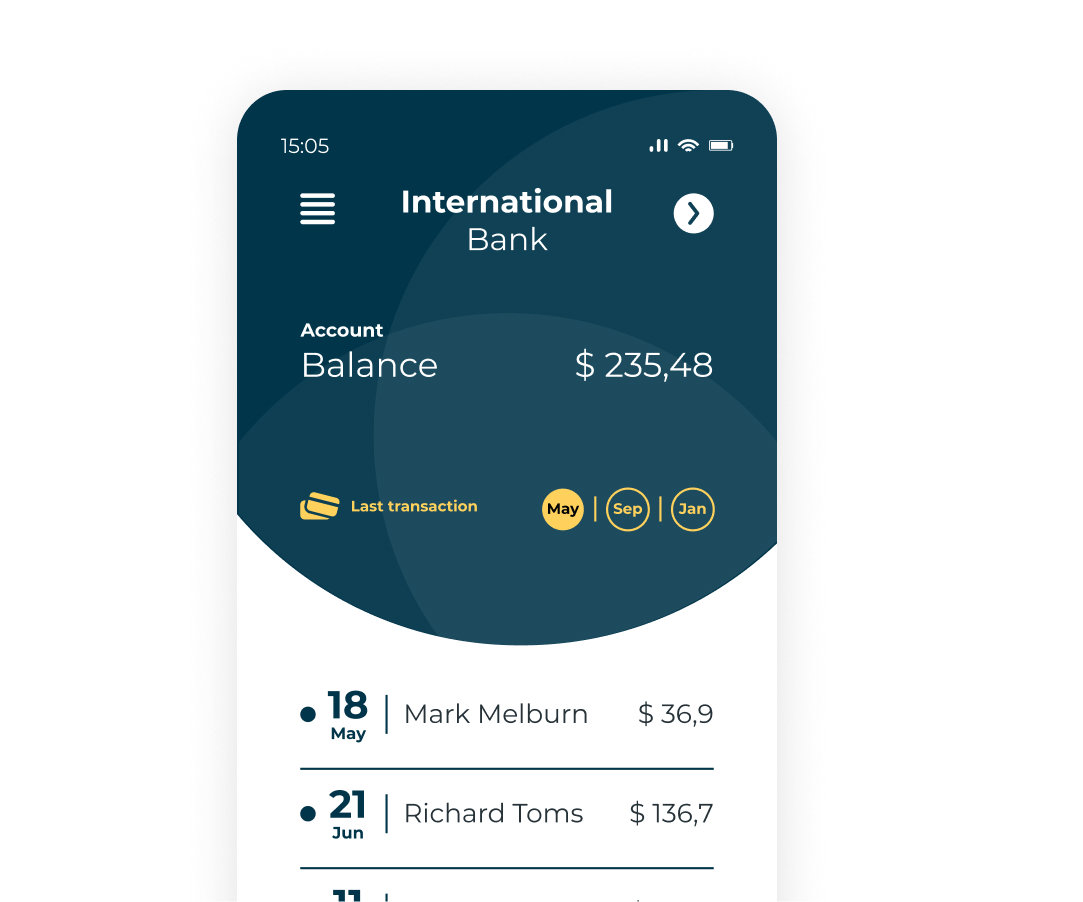 15:05
International
Bank
Account
Balance $ 235,48
Last transaction May | Sep | Jan
18
May
Mark Melburn $ 36,9
21
Jun
Richard Toms $ 136,7
11